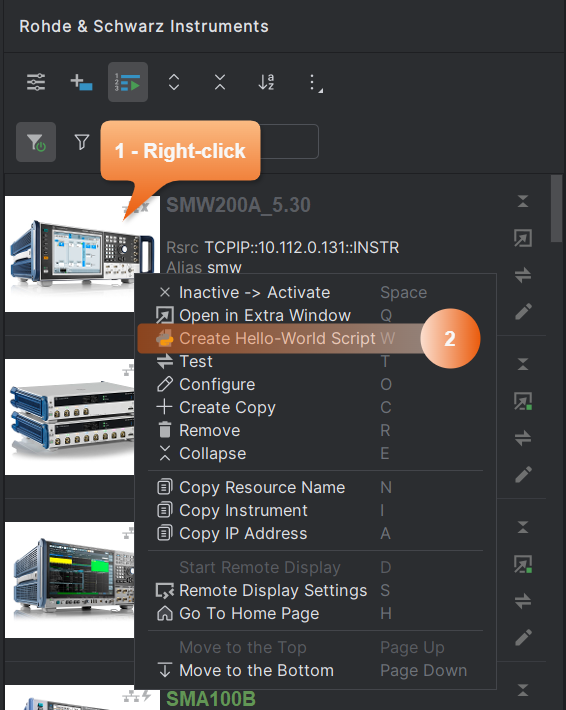 Rohde & Schwarz Instruments
1 - Right-click
SMW200A_5.30
Rsrc TCPIP::10.112.0.131::INSTR
Alias smw
Inactive -> Activate Space
Open in Extra Window Q
Create Hello-World Script W
2
Test T
Configure O
Create Copy C
Remove R
Collapse E
Copy Resource Name N
Copy Instrument I
Copy IP Address A
Start Remote Display D
Remote Display Settings S
Go To Home Page H
Move to the Top Page Up
Move to the Bottom Page Down
SMA100B